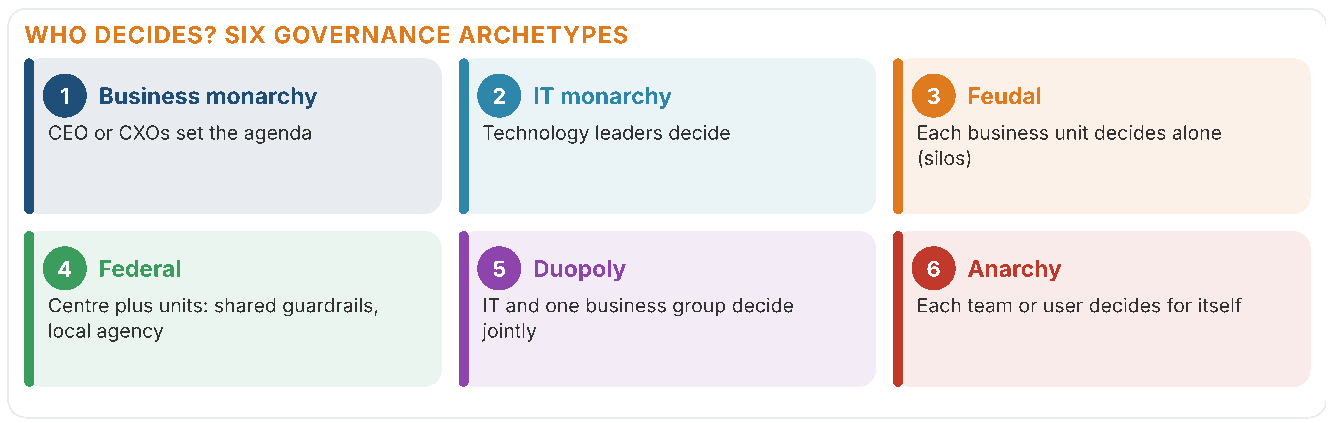 WHO DECIDES? SIX GOVERNANCE ARCHETYPES
1 Business monarchy
CEO or CXOs set the agenda
2 IT monarchy
Technology leaders decide
3 Feudal
Each business unit decides alone
(silos)
4 Federal
Centre plus units: shared guardrails,
local agency
5 Duopoly
IT and one business group decide
jointly
6 Anarchy
Each team or user decides for itself